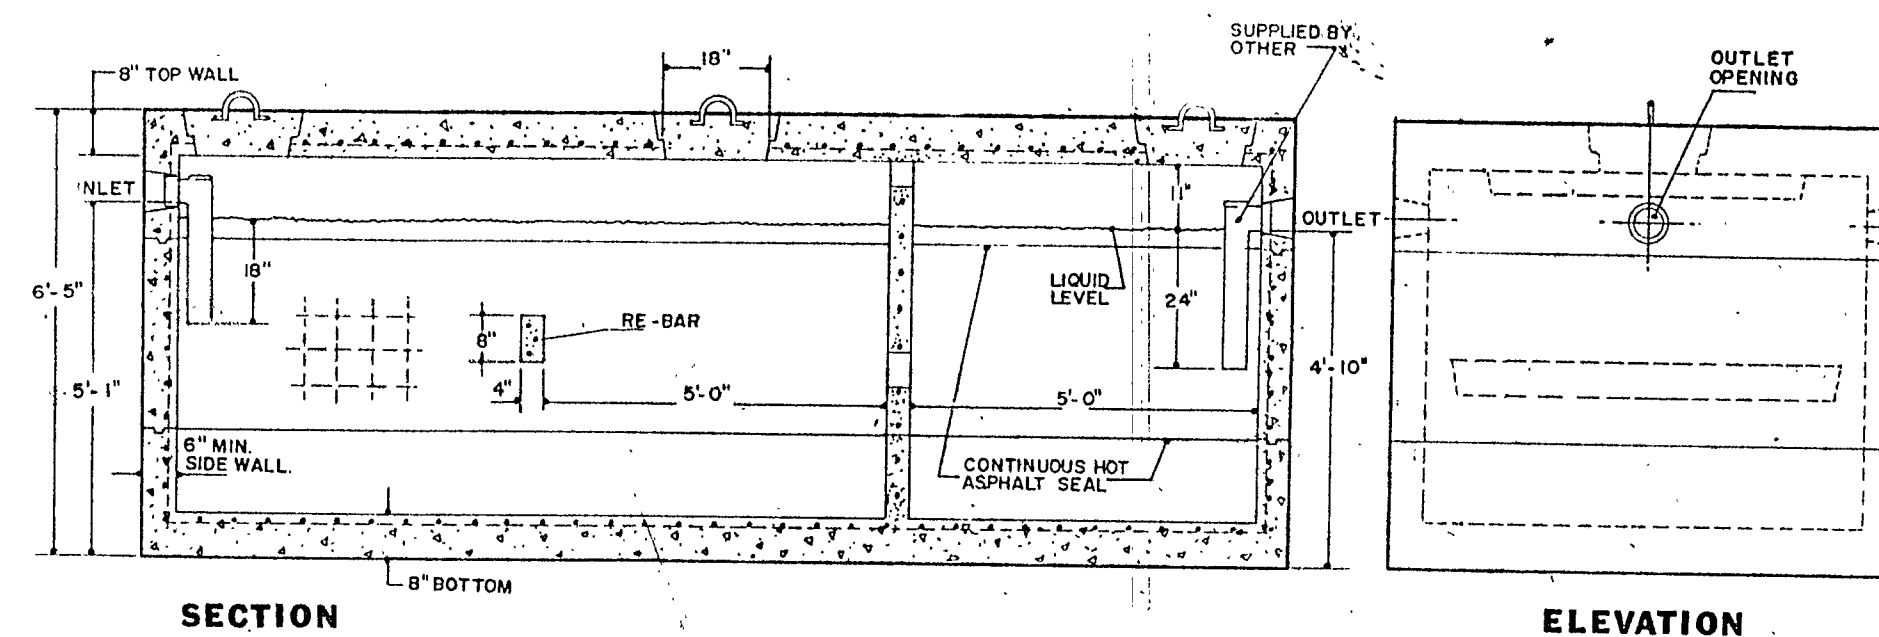 SUPPLIED BY
OTHER
OUTLET
OPENING
18"
8" TOP WALL
INLET
OUTLET
11"
18"
6'-5"
LIQUID
LEVEL
24"
RE-BAR
8"
4'-10"
5'-1"
4"
5'-0"
5'-0"
6" MIN.
SIDE WALL.
CONTINUOUS HOT
ASPHALT SEAL
8" BOTTOM
SECTION
ELEVATION